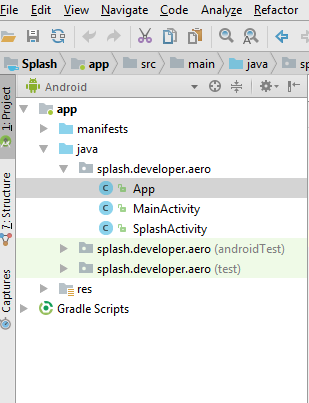 File Edit View Navigate Code Analyze Refactor
Splash app src main java sp
Android
app
manifests
java
splash.developer.aero
C App
C MainActivity
C SplashActivity
splash.developer.aero (androidTest)
splash.developer.aero (test)
res
Gradle Scripts
1: Project
7: Structure
Captures